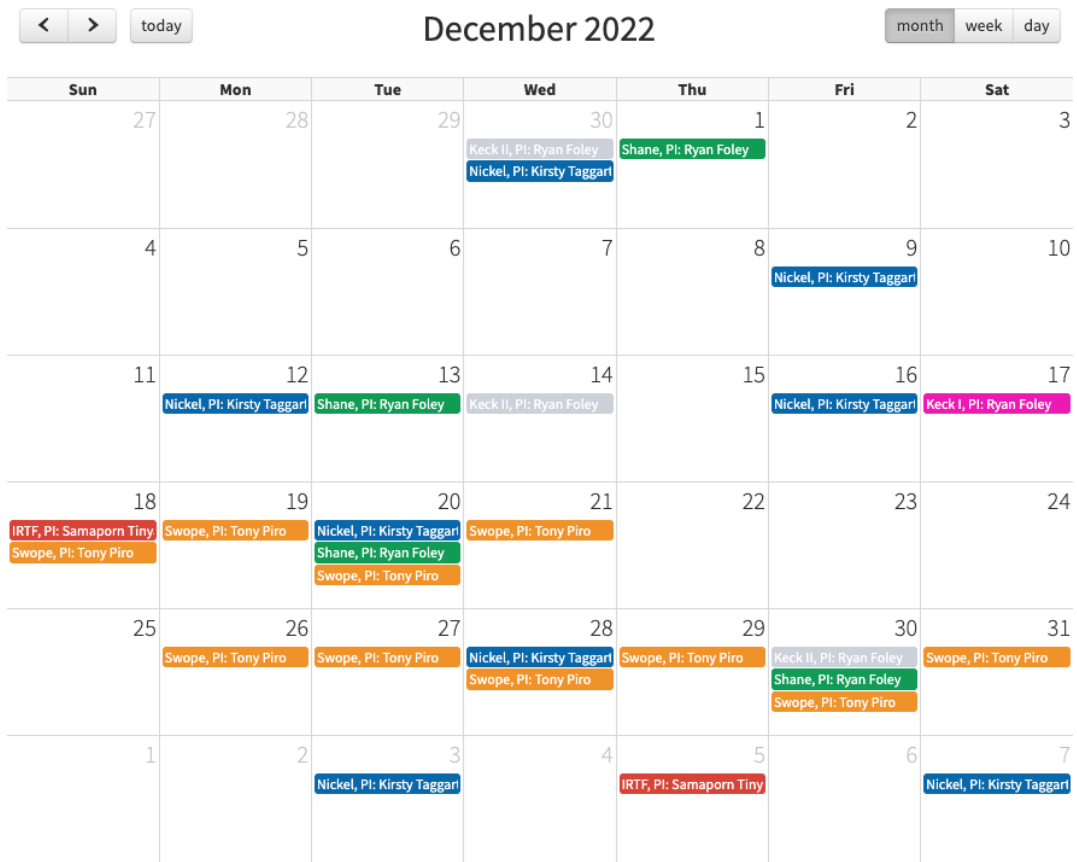 today
December 2022
month week day
Sun Mon Tue Wed Thu Fri Sat
27 28 29 30 1 2 3
Keck II, PI: Ryan Foley
Shane, PI: Ryan Foley
Nickel, PI: Kirsty Taggart
4 5 6 7 8 9 10
Nickel, PI: Kirsty Taggart
11 12 13 14 15 16 17
Nickel, PI: Kirsty Taggart
Shane, PI: Ryan Foley
Keck II, PI: Ryan Foley
Nickel, PI: Kirsty Taggart
Keck I, PI: Ryan Foley
18 19 20 21 22 23 24
IRTF, PI: Samaporn Tiny
Swope, PI: Tony Piro
Nickel, PI: Kirsty Taggart
Swope, PI: Tony Piro
Swope, PI: Tony Piro
Shane, PI: Ryan Foley
Swope, PI: Tony Piro
25 26 27 28 29 30 31
Swope, PI: Tony Piro
Swope, PI: Tony Piro
Nickel, PI: Kirsty Taggart
Swope, PI: Tony Piro
Keck II, PI: Ryan Foley
Swope, PI: Tony Piro
Swope, PI: Tony Piro
Shane, PI: Ryan Foley
Swope, PI: Tony Piro
1 2 3 4 5 6 7
Nickel, PI: Kirsty Taggart
IRTF, PI: Samaporn Tiny
Nickel, PI: Kirsty Taggart